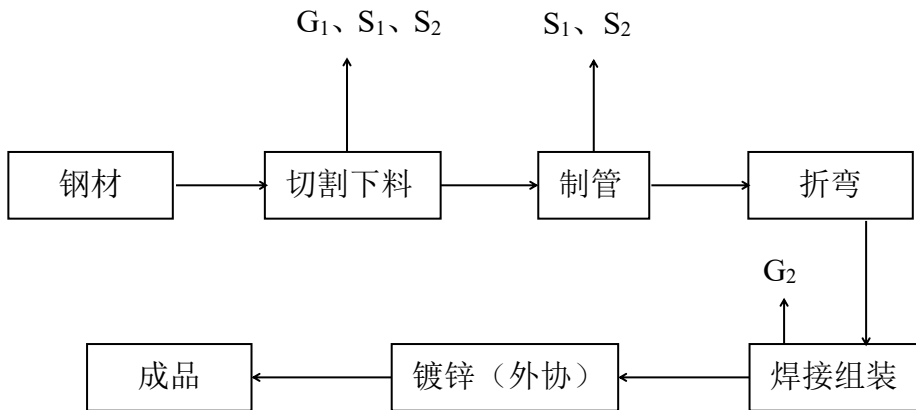 G₁、S₁、S₂
S₁、S₂
钢材
切割下料
制管
折弯
G₂
成品
镀锌（外协）
焊接组装